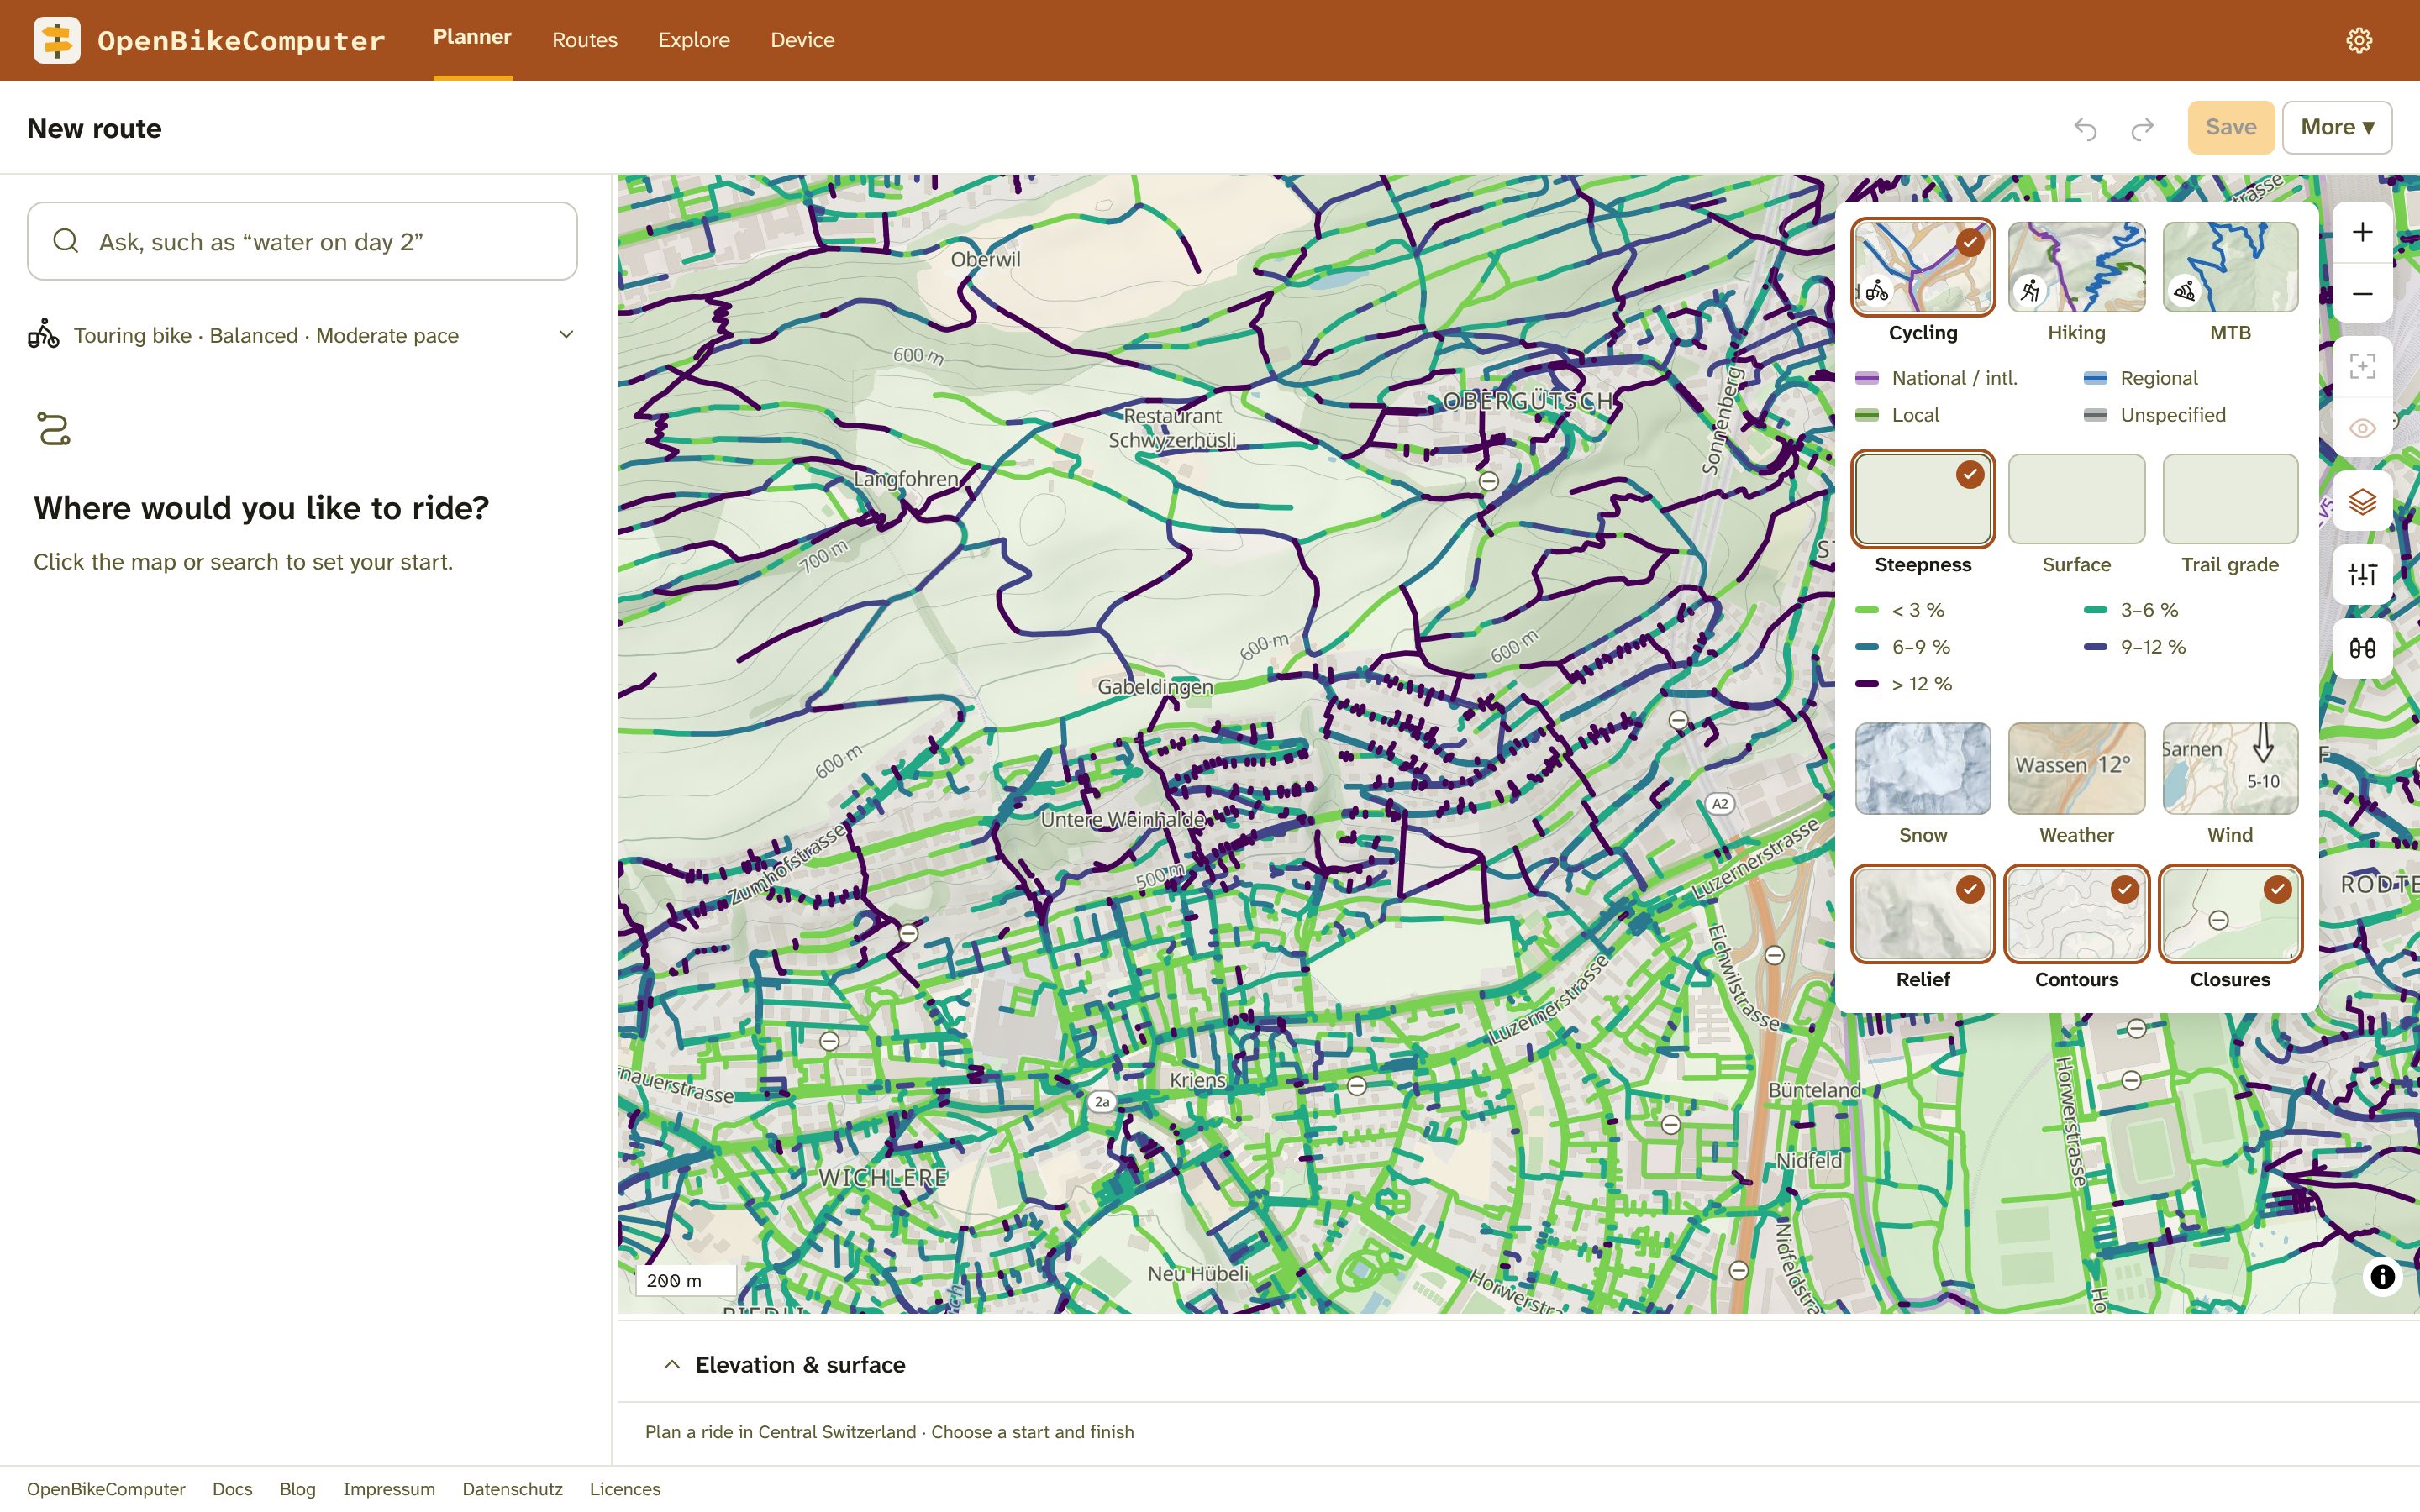 OpenBikeComputer
Planner
Routes
Explore
Device
New route
Save
More ▾
Ask, such as “water on day 2”
Touring bike · Balanced · Moderate pace
Where would you like to ride?
Click the map or search to set your start.
Oberwil
600 m
Restaurant
Schwyzerhüsli
OBERGÜTSCH
Sonnenberg
Langfohren
700 m
600 m
600 m
Gabeldingen
600 m
A2
Untere Weinhalde
Zumhofstrasse
500 m
Luzernerstrasse
Eichwilstrasse
Luzernerstrasse
Kriens
2a
Bünteland
Horwerstrasse
WICHLERE
Nidfeld
Neu Hübeli
200 m
Cycling
Hiking
MTB
National / intl.
Regional
Local
Unspecified
Steepness
Surface
Trail grade
< 3 %
3–6 %
6–9 %
9–12 %
> 12 %
Wassen 12°
Sarnen
5-10
Snow
Weather
Wind
Relief
Contours
Closures
Elevation & surface
Plan a ride in Central Switzerland · Choose a start and finish
OpenBikeComputer
Docs
Blog
Impressum
Datenschutz
Licences